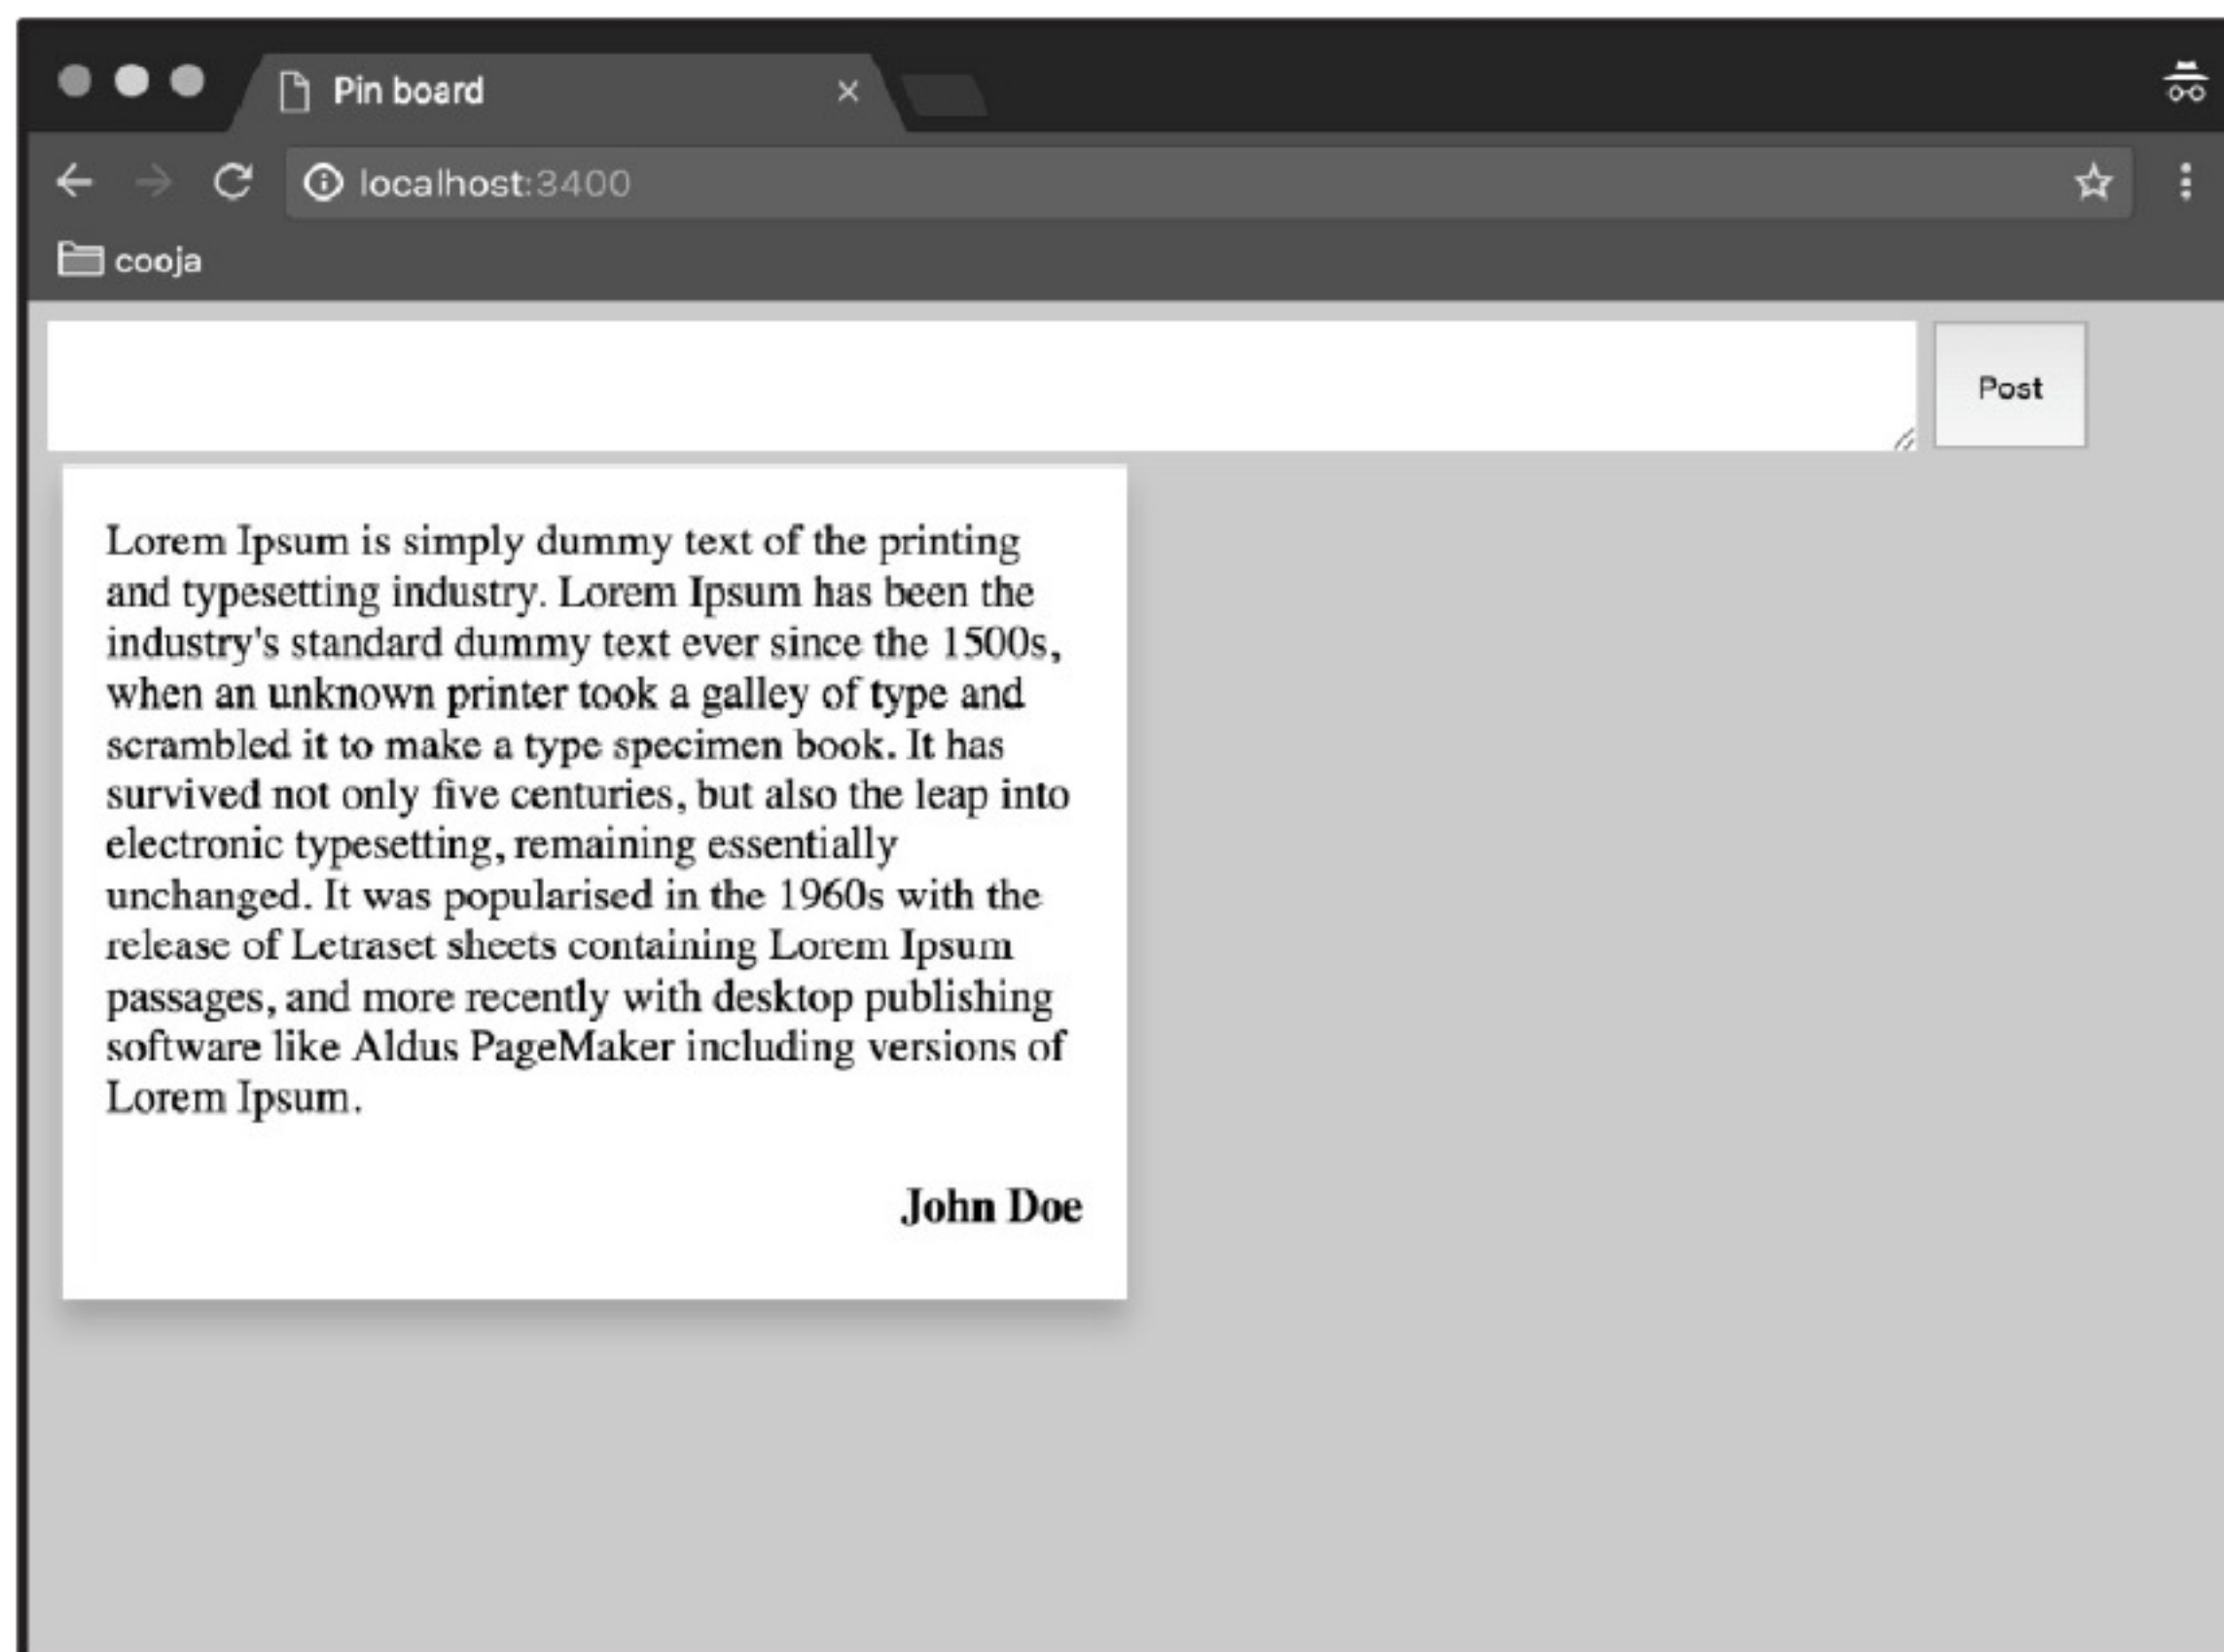 Pin board
localhost:3400
cooja
Post
Lorem Ipsum is simply dummy text of the printing
and typesetting industry. Lorem Ipsum has been the
industry's standard dummy text ever since the 1500s,
when an unknown printer took a galley of type and
scrambled it to make a type specimen book. It has
survived not only five centuries, but also the leap into
electronic typesetting, remaining essentially
unchanged. It was popularised in the 1960s with the
release of Letraset sheets containing Lorem Ipsum
passages, and more recently with desktop publishing
software like Aldus PageMaker including versions of
Lorem Ipsum.
John Doe